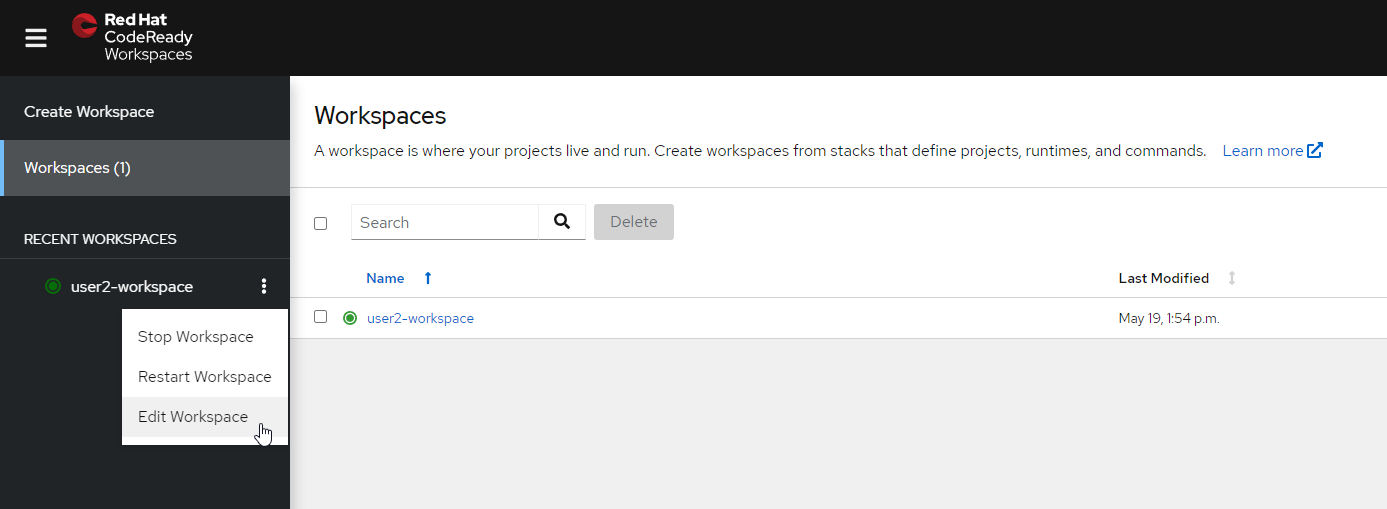 Red Hat
CodeReady
Workspaces
Create Workspace
Workspaces (1)
RECENT WORKSPACES
user2-workspace
Stop Workspace
Restart Workspace
Edit Workspace
Workspaces
A workspace is where your projects live and run. Create workspaces from stacks that define projects, runtimes, and commands. Learn more
Search Delete
Name Last Modified
user2-workspace May 19, 1:54 p.m.